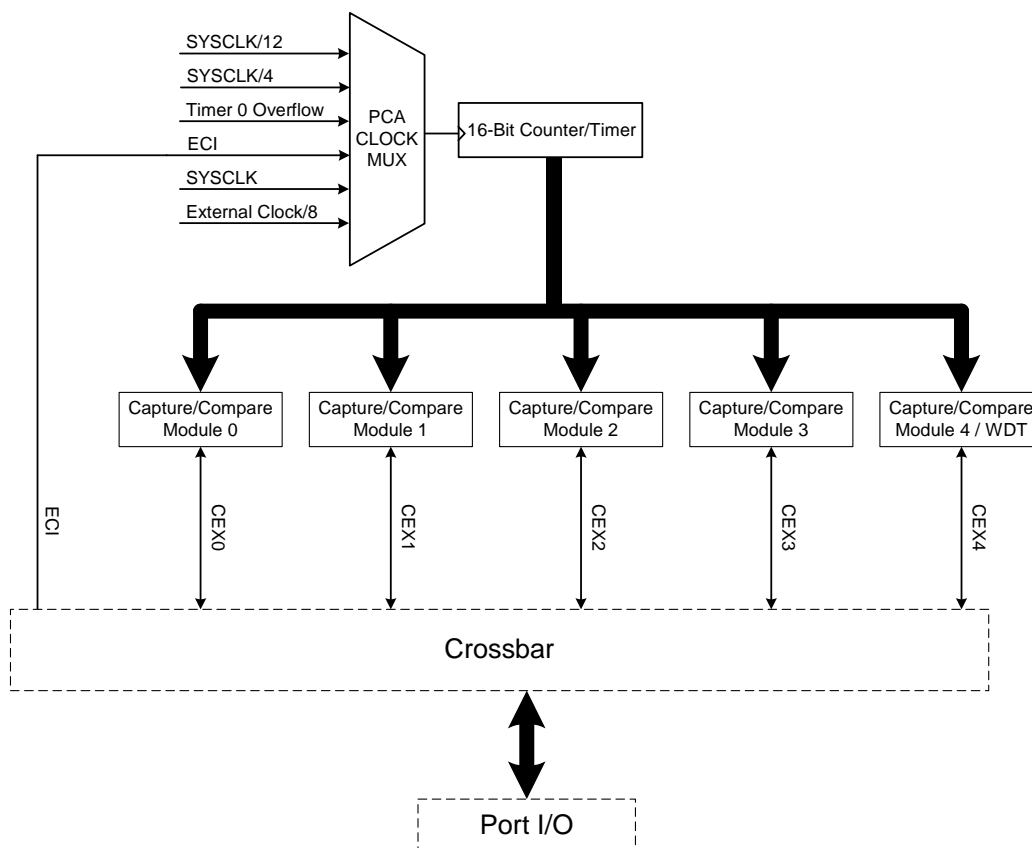 SYSCLK/12
SYSCLK/4
Timer 0 Overflow
ECI
SYSCLK
External Clock/8
PCA
CLOCK
MUX
16-Bit Counter/Timer
Capture/Compare
Module 0
Capture/Compare
Module 1
Capture/Compare
Module 2
Capture/Compare
Module 3
Capture/Compare
Module 4 / WDT
ECI
CEX0
CEX1
CEX2
CEX3
CEX4
Crossbar
Port I/O